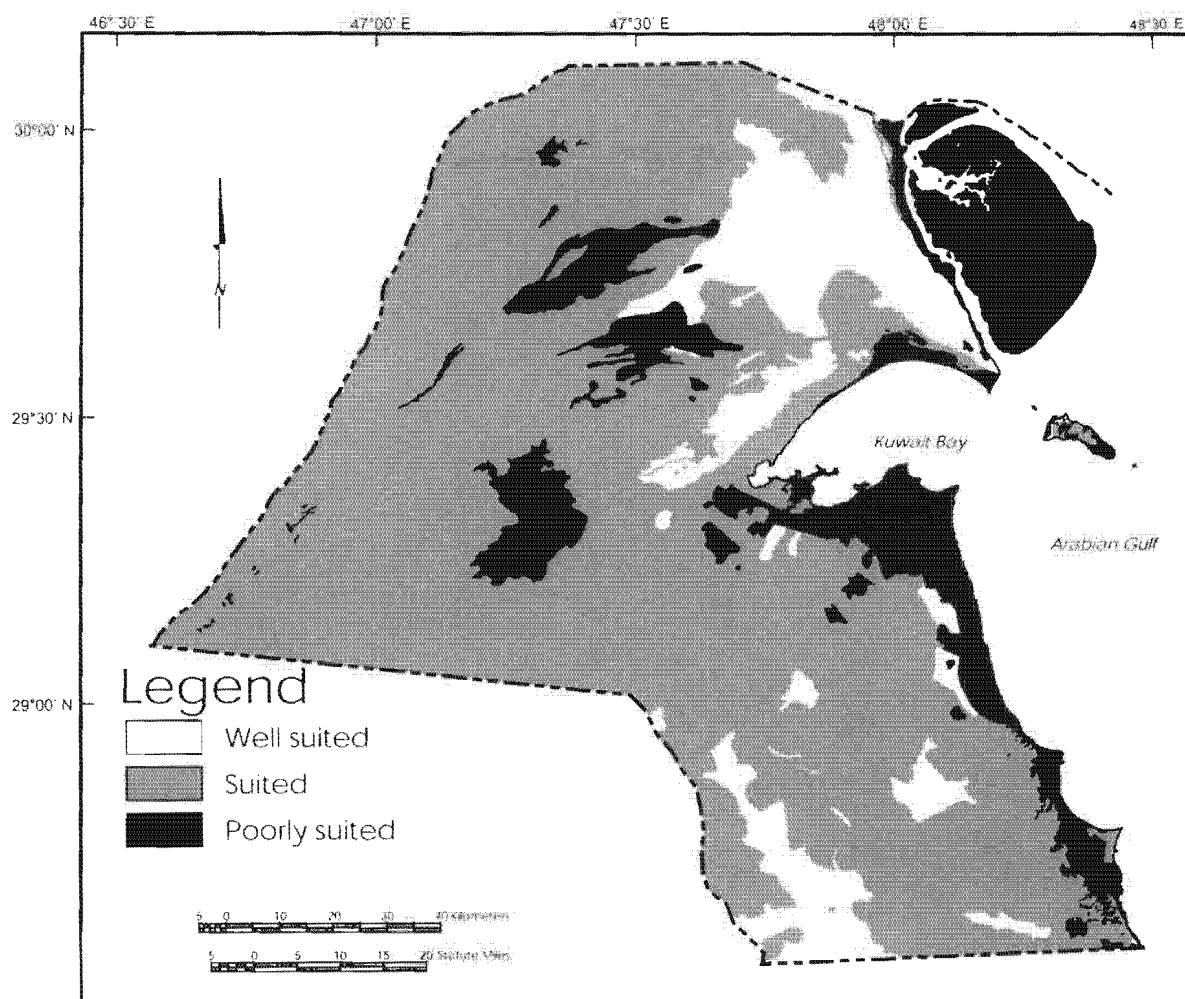 46°30' E 47°00' E 47°30' E 48°00' E 48°30' E
30°00' N
N
29°30' N
Kuwait Bay
Arabian Gulf
29°00' N
Legend
Well suited
Suited
Poorly suited
5 0 10 20 30 40 Kilometers
5 0 5 10 15 20 Statute Miles